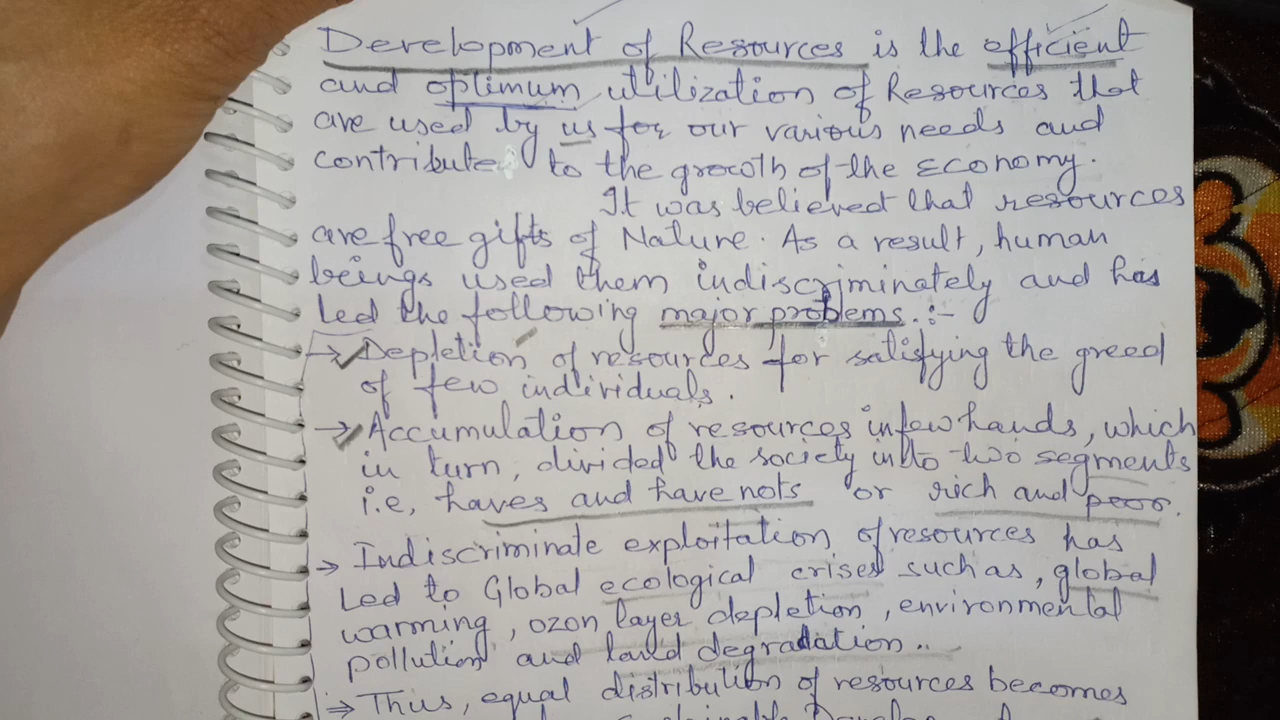 Development of Resources is the efficient
and optimum utilization of Resources that
are used by us for our various needs and
contribute to the growth of the Economy.
It was believed that resources
are free gifts of Nature. As a result, human
beings used them indiscriminately and has
led the following major problems. :-
→ Depletion of resources for satisfying the greed
of few individuals.
→ Accumulation of resources in few hands, which
in turn, divided the society into two segments
i.e, haves and have nots or rich and poor.
→ Indiscriminate exploitation of resources has
Led to Global ecological crises such as, global
warming, ozon layer depletion, environmental
pollution and land degradation..
→ Thus, equal distribution of resources becomes